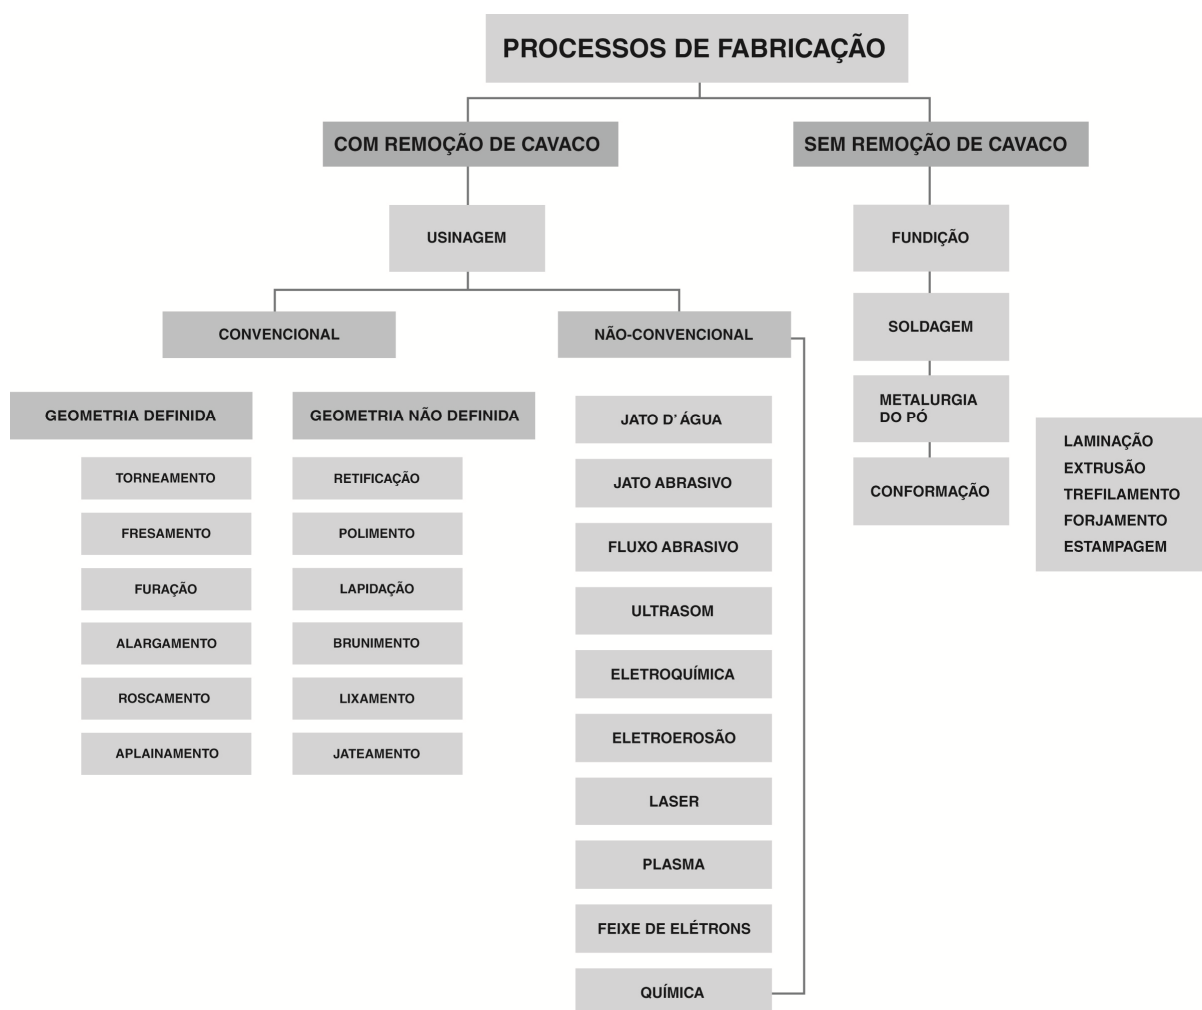 PROCESSOS DE FABRICAÇÃO
COM REMOÇÃO DE CAVACO
SEM REMOÇÃO DE CAVACO
USINAGEM
CONVENCIONAL
NÃO-CONVENCIONAL
GEOMETRIA DEFINIDA
TORNEAMENTO
FRESAMENTO
FURAÇÃO
ALARGAMENTO
ROSCAMENTO
APLAINAMENTO
GEOMETRIA NÃO DEFINIDA
RETIFICAÇÃO
POLIMENTO
LAPIDAÇÃO
BRUNIMENTO
LIXAMENTO
JATEAMENTO
JATO D' ÁGUA
JATO ABRASIVO
FLUXO ABRASIVO
ULTRASOM
ELETROQUÍMICA
ELETROEROSÃO
LASER
PLASMA
FEIXE DE ELÉTRONS
QUÍMICA
FUNDIÇÃO
SOLDAGEM
METALURGIA
DO PÓ
CONFORMAÇÃO
LAMINAÇÃO
EXTRUSÃO
TREFILAMENTO
FORJAMENTO
ESTAMPAGEM